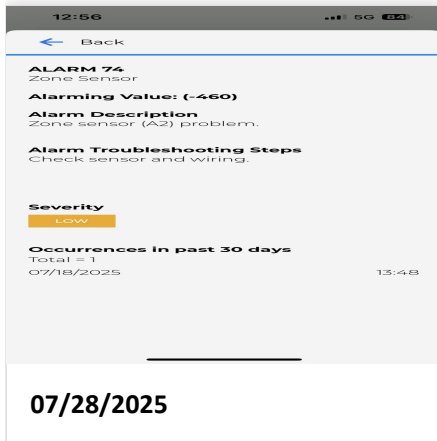 12:56
5G 84
Back
ALARM 74
Zone Sensor
Alarming Value: (-460)
Alarm Description
Zone sensor (A2) problem.
Alarm Troubleshooting Steps
Check sensor and wiring.
Severity
LOW
Occurrences in past 30 days
Total = 1
07/18/2025 13:48
07/28/2025